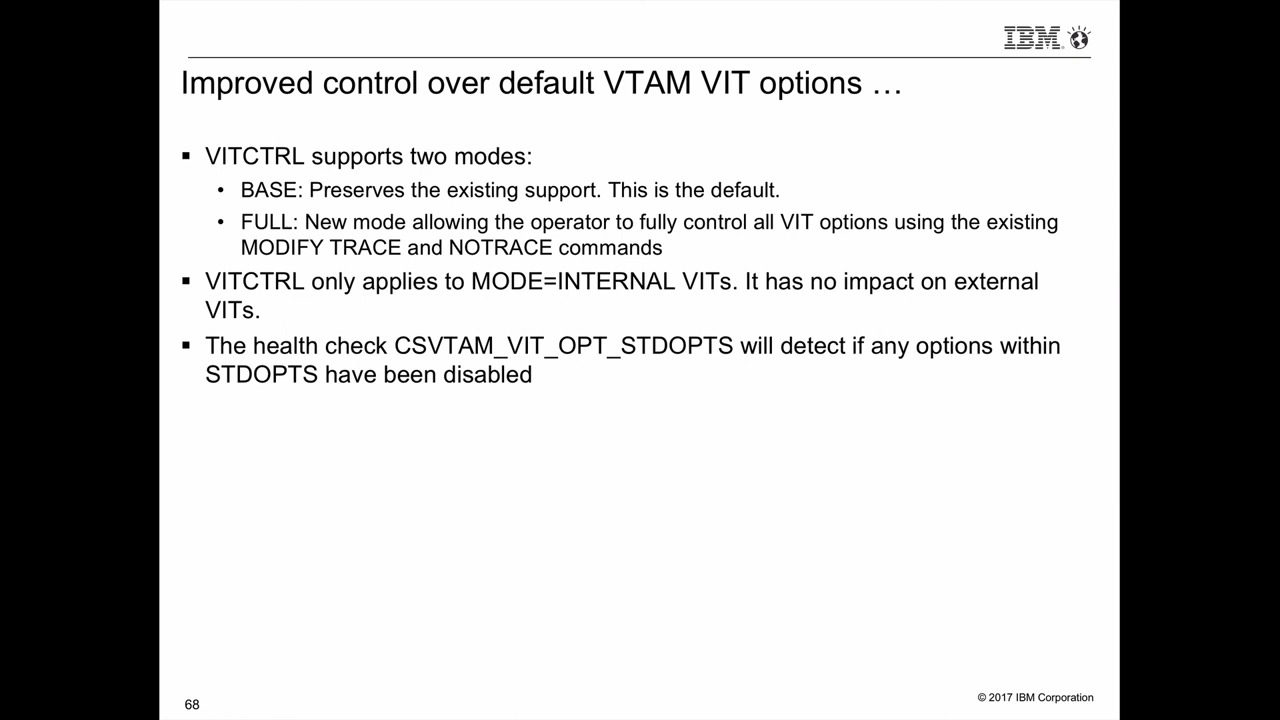 IBM
Improved control over default VTAM VIT options …
▪ VITCTRL supports two modes:
• BASE: Preserves the existing support. This is the default.
• FULL: New mode allowing the operator to fully control all VIT options using the existing
MODIFY TRACE and NOTRACE commands
▪ VITCTRL only applies to MODE=INTERNAL VITs. It has no impact on external
VITs.
▪ The health check CSVTAM_VIT_OPT_STDOPTS will detect if any options within
STDOPTS have been disabled
68
© 2017 IBM Corporation